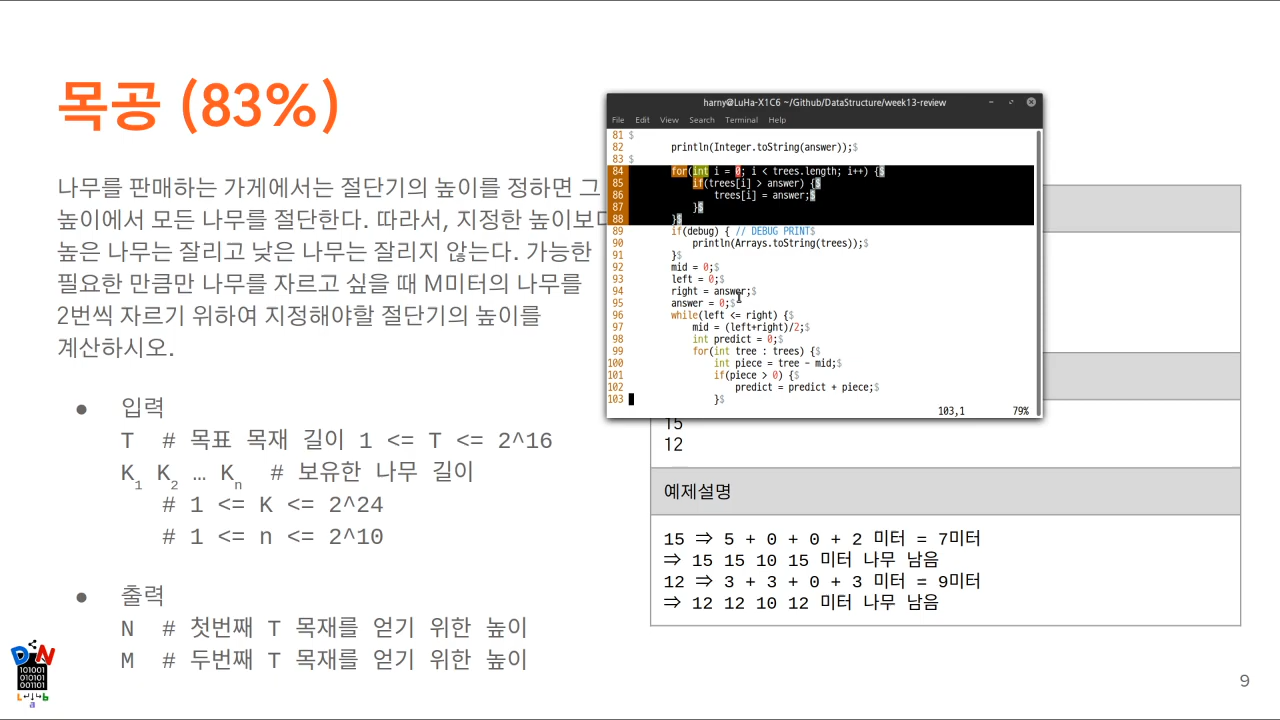 목공 (83%)
나무를 판매하는 가게에서는 절단기의 높이를 정하면 그
높이에서 모든 나무를 절단한다. 따라서, 지정한 높이보다
높은 나무는 잘리고 낮은 나무는 잘리지 않는다. 가능한
필요한 만큼만 나무를 자르고 싶을 때 M미터의 나무를
2번씩 자르기 위하여 지정해야할 절단기의 높이를
계산하시오.
● 입력
T # 목표 목재 길이 1 <= T <= 2^16
K1 K2 … Kn # 보유한 나무 길이
# 1 <= K <= 2^24
# 1 <= n <= 2^10
● 출력
N # 첫번째 T 목재를 얻기 위한 높이
M # 두번째 T 목재를 얻기 위한 높이
harny@LuHa-X1C6 ~/Github/DataStructure/week13-review
File Edit View Search Terminal Help
81 $
82 println(Integer.toString(answer));$
83 $
84 for(int i = 0; i < trees.length; i++) {$
85 if(trees[i] > answer) {$
86 trees[i] = answer;$
87 }$
88 }$
89 if(debug) { // DEBUG PRINT$
90 println(Arrays.toString(trees));$
91 }$
92 mid = 0;$
93 left = 0;$
94 right = answer;$
95 answer = 0;$
96 while(left <= right) {$
97 mid = (left+right)/2;$
98 int predict = 0;$
99 for(int tree : trees) {$
100 int piece = tree - mid;$
101 if(piece > 0) {$
102 predict = predict + piece;$
103 }$
103,1 79%
15
12
예제설명
15 ⇒ 5 + 0 + 0 + 2 미터 = 7미터
⇒ 15 15 10 15 미터 나무 남음
12 ⇒ 3 + 3 + 0 + 3 미터 = 9미터
⇒ 12 12 10 12 미터 나무 남음
9